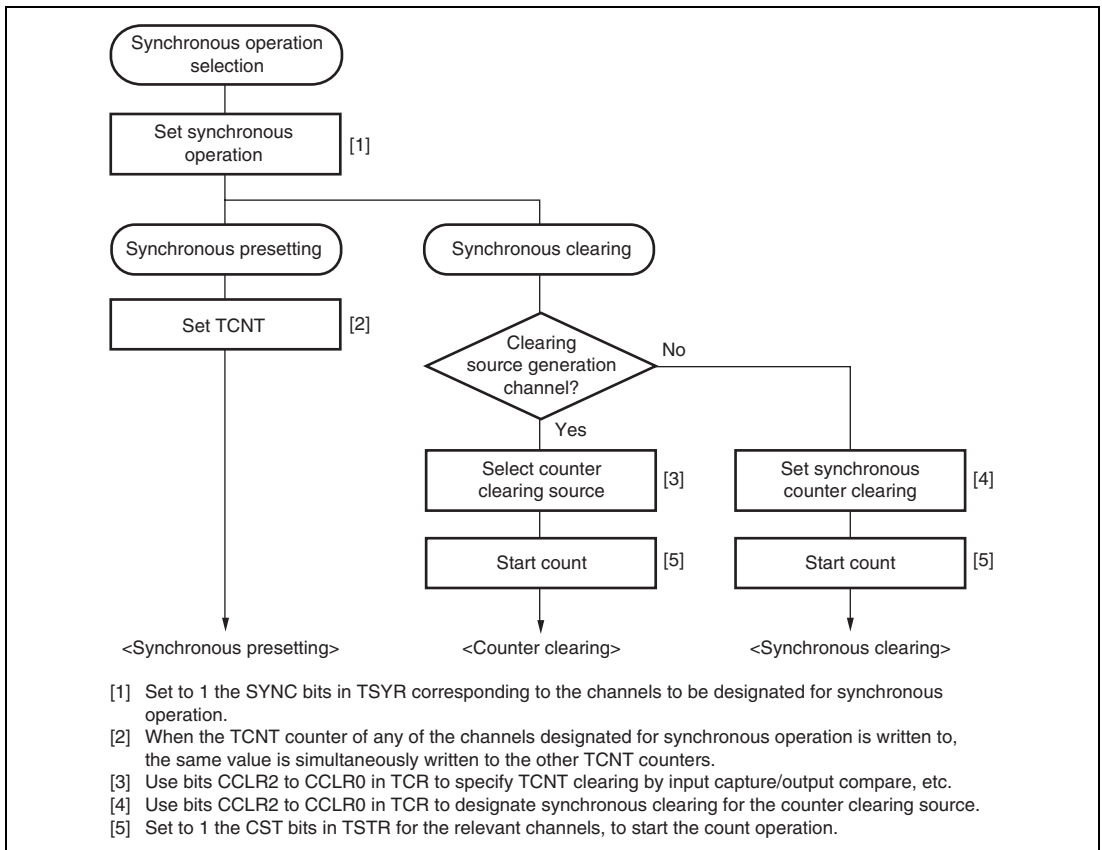 Synchronous operation
selection
Set synchronous
operation
[1]
Synchronous presetting
Synchronous clearing
Set TCNT
[2]
Clearing
source generation
channel?
No
Yes
Select counter
clearing source
[3]
Set synchronous
counter clearing
[4]
Start count
[5]
Start count
[5]
<Synchronous presetting>
<Counter clearing>
<Synchronous clearing>
[1] Set to 1 the SYNC bits in TSYR corresponding to the channels to be designated for synchronous
operation.
[2] When the TCNT counter of any of the channels designated for synchronous operation is written to,
the same value is simultaneously written to the other TCNT counters.
[3] Use bits CCLR2 to CCLR0 in TCR to specify TCNT clearing by input capture/output compare, etc.
[4] Use bits CCLR2 to CCLR0 in TCR to designate synchronous clearing for the counter clearing source.
[5] Set to 1 the CST bits in TSTR for the relevant channels, to start the count operation.